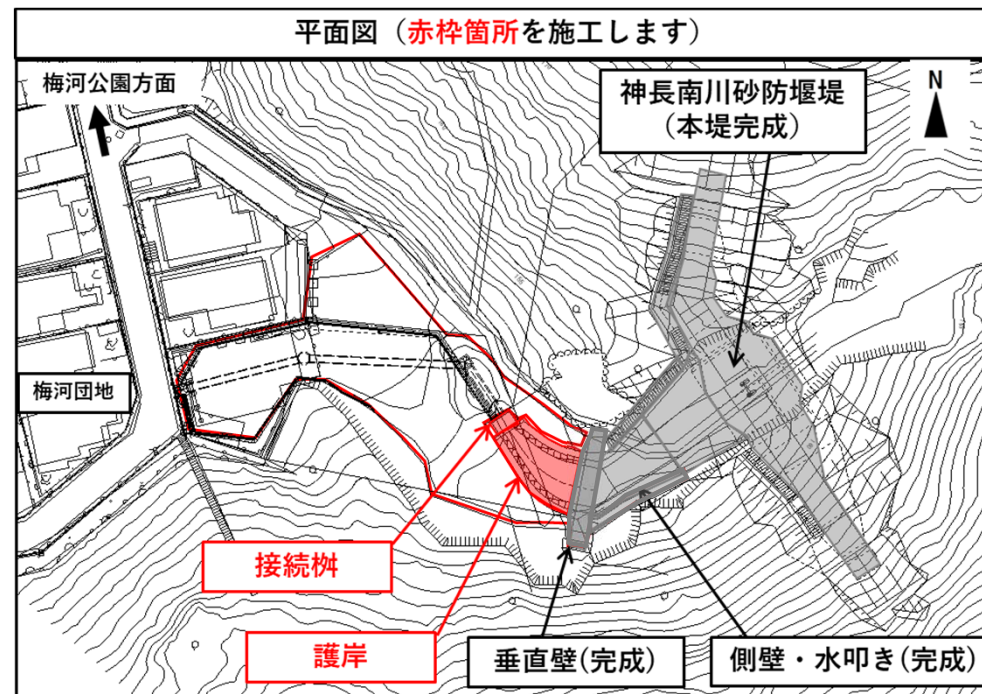 平面図（赤枠箇所を施工します）
梅河公園方面
神長南川砂防堰堤
（本堤完成）
N
梅河団地
接続桝
護岸
垂直壁(完成)
側壁・水叩き(完成)